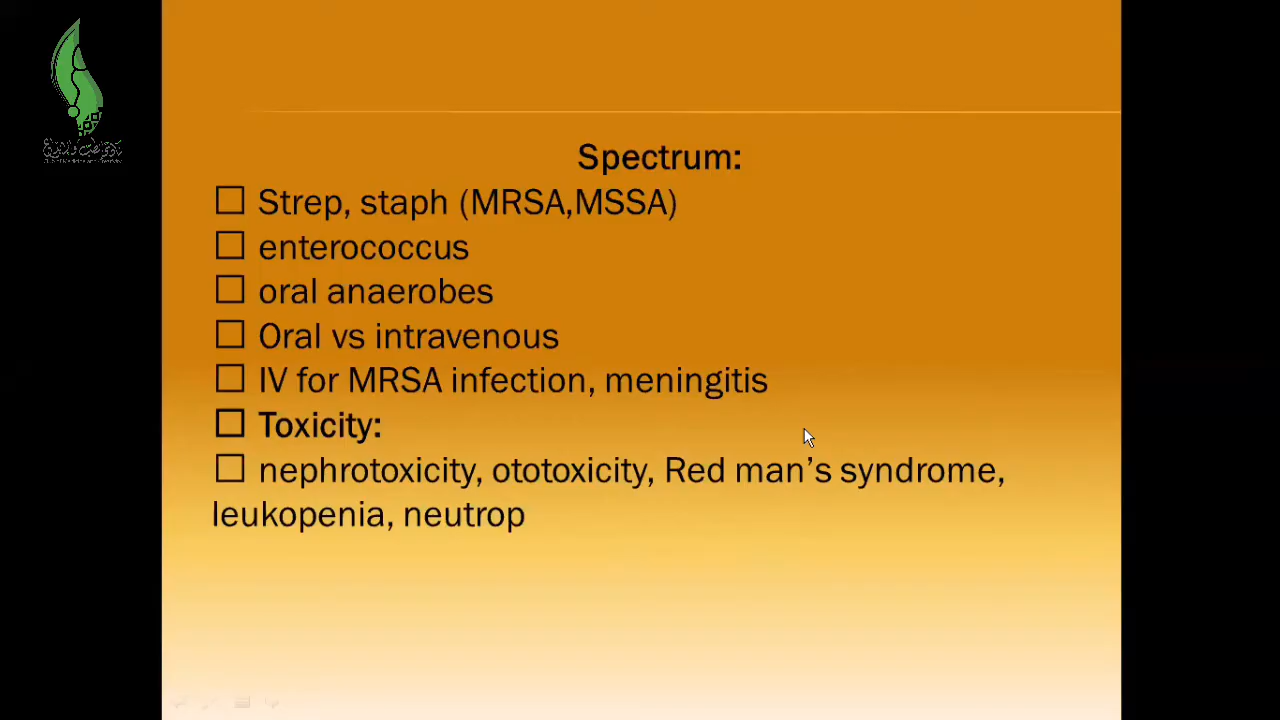 Spectrum:
☐ Strep, staph (MRSA,MSSA)
☐ enterococcus
☐ oral anaerobes
☐ Oral vs intravenous
☐ IV for MRSA infection, meningitis
☐ Toxicity:
☐ nephrotoxicity, ototoxicity, Red man’s syndrome,
leukopenia, neutrop